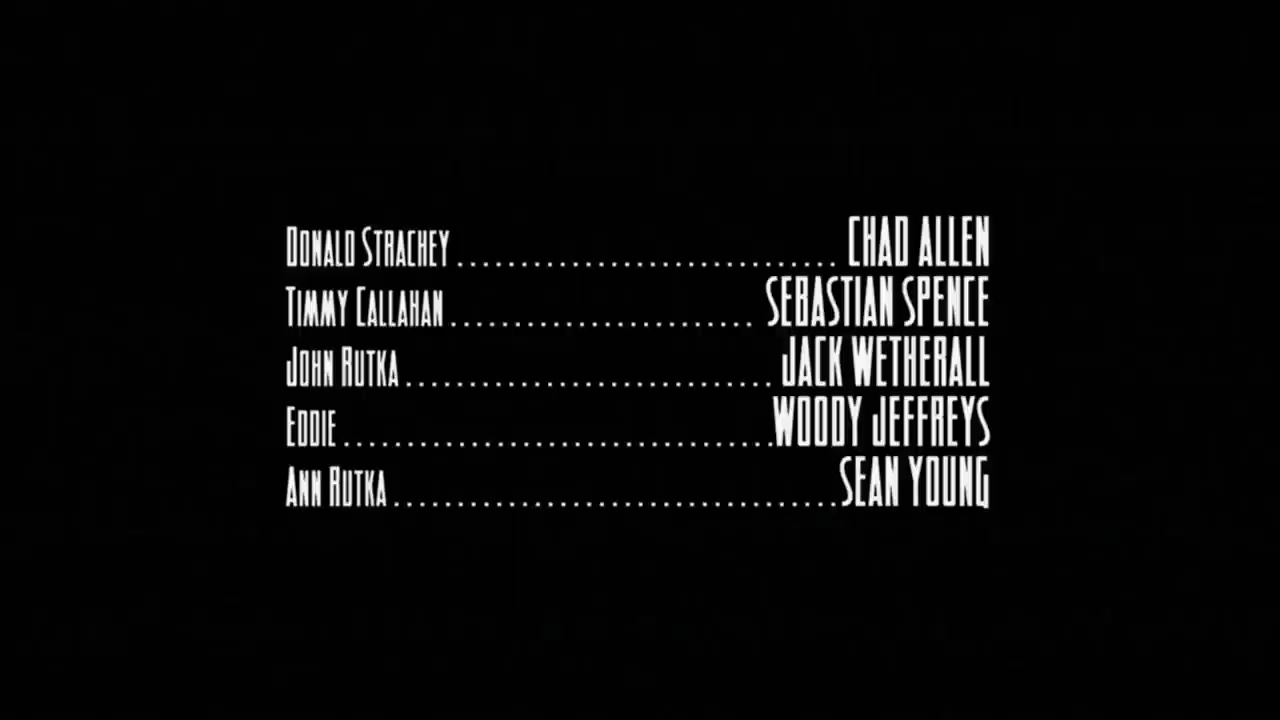 Donald Strachey .............................. CHAD ALLEN
Timmy Callahan ........................ SEBASTIAN SPENCE
John Rutka ............................. JACK WETHERALL
Eddie ..................................WOODY JEFFREYS
Ann Rutka ...................................SEAN YOUNG